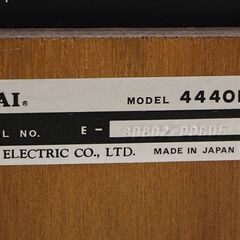 AI® MODEL 4440
L NO. E-
ELECTRIC CO., LTD. MADE IN JAPAN